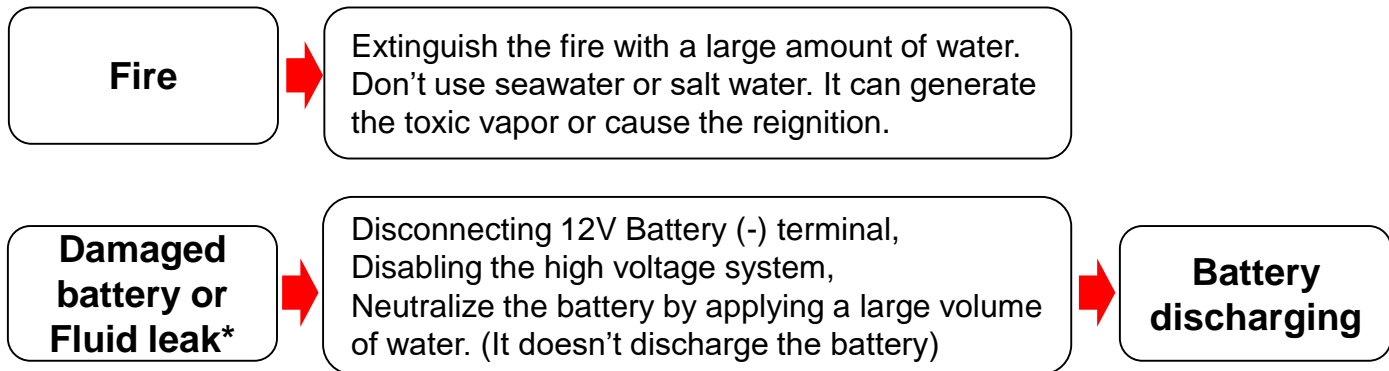 Fire
Extinguish the fire with a large amount of water.
Don’t use seawater or salt water. It can generate
the toxic vapor or cause the reignition.
Damaged
battery or
Fluid leak*
Disconnecting 12V Battery (-) terminal,
Disabling the high voltage system,
Neutralize the battery by applying a large volume
of water. (It doesn’t discharge the battery)
Battery
discharging